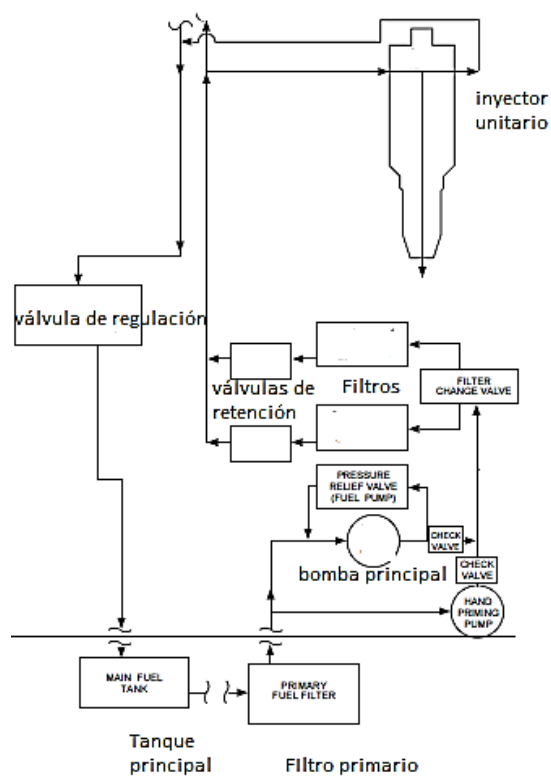 inyector
unitario
válvula de regulación
válvulas de
retención
Filtros
FILTER
CHANGE VALVE
PRESSURE
RELIEF VALVE
(FUEL PUMP)
CHECK
VALVE
bomba principal
CHECK
VALVE
HAND
PRIMING
PUMP
MAIN FUEL
TANK
PRIMARY
FUEL FILTER
Tanque
principal
FIltro primario